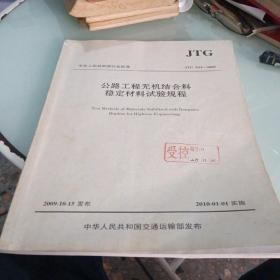 JTG
中华人民共和国行业标准
JTG E51—2009
公路工程无机结合料
稳定材料试验规程
Test Methods of Materials Stabilized with Inorganic
Binders for Highway Engineering
受控
2009-10-15 发布
2010-01-01 实施
中华人民共和国交通运输部发布